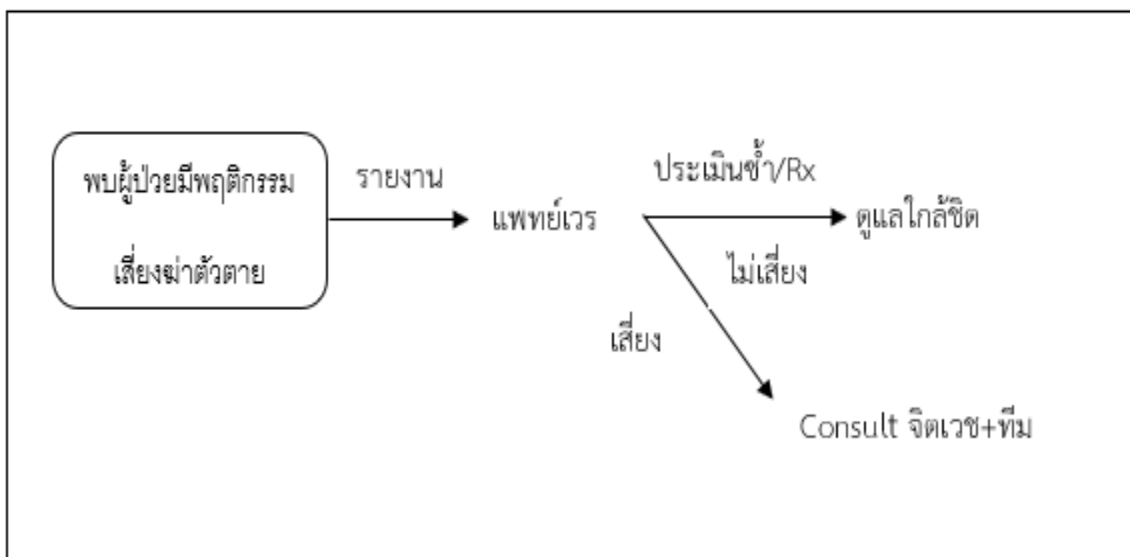 พบผู้ป่วยมีพฤติกรรม
เสี่ยงฆ่าตัวตาย
รายงาน
แพทย์เวร
ประเมินซ้ำ/Rx
ดูแลใกล้ชิด
ไม่เสี่ยง
เสี่ยง
Consult จิตเวช+ทีม